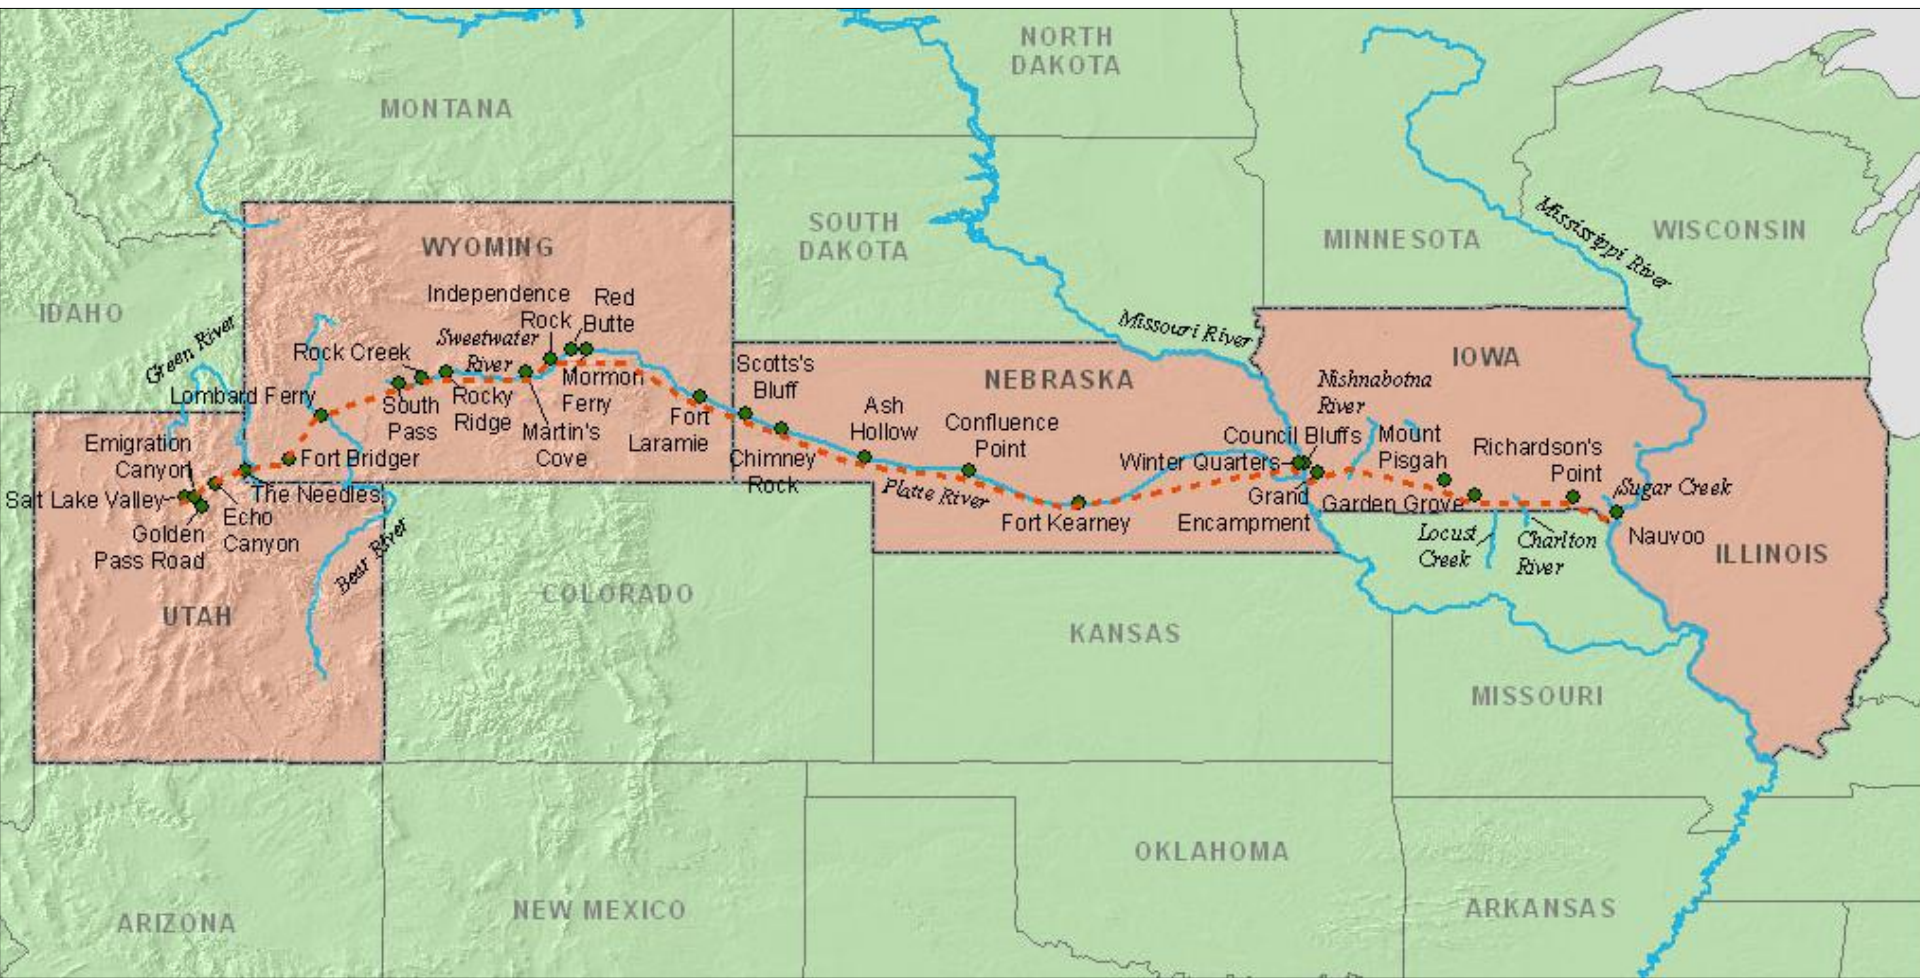 NORTH
DAKOTA
MONTANA
SOUTH
DAKOTA
MINNESOTA
Mississippi River
WISCONSIN
WYOMING
IDAHO
Green River
Independence
Rock
Red
Butte
Sweetwater
River
Rock Creek
Missouri River
IOWA
Scotts's
Bluff
NEBRASKA
Nishnabotna
River
Lombard Ferry
South
Pass
Rocky
Ridge
Mormon
Ferry
Martin's
Cove
Fort
Laramie
Chimney
Rock
Ash
Hollow
Confluence
Point
Platte River
Fort Kearney
Winter Quarters
Council Bluffs
Grand
Encampment
Mount
Pisgah
Garden Grove
Richardson's
Point
Sugar Creek
Nauvoo
Locust
Creek
Charlton
River
ILLINOIS
Emigration
Canyon
Fort Bridger
Salt Lake Valley
The Needles
Echo
Canyon
Golden
Pass Road
Bear River
UTAH
COLORADO
KANSAS
MISSOURI
OKLAHOMA
ARIZONA
NEW MEXICO
ARKANSAS